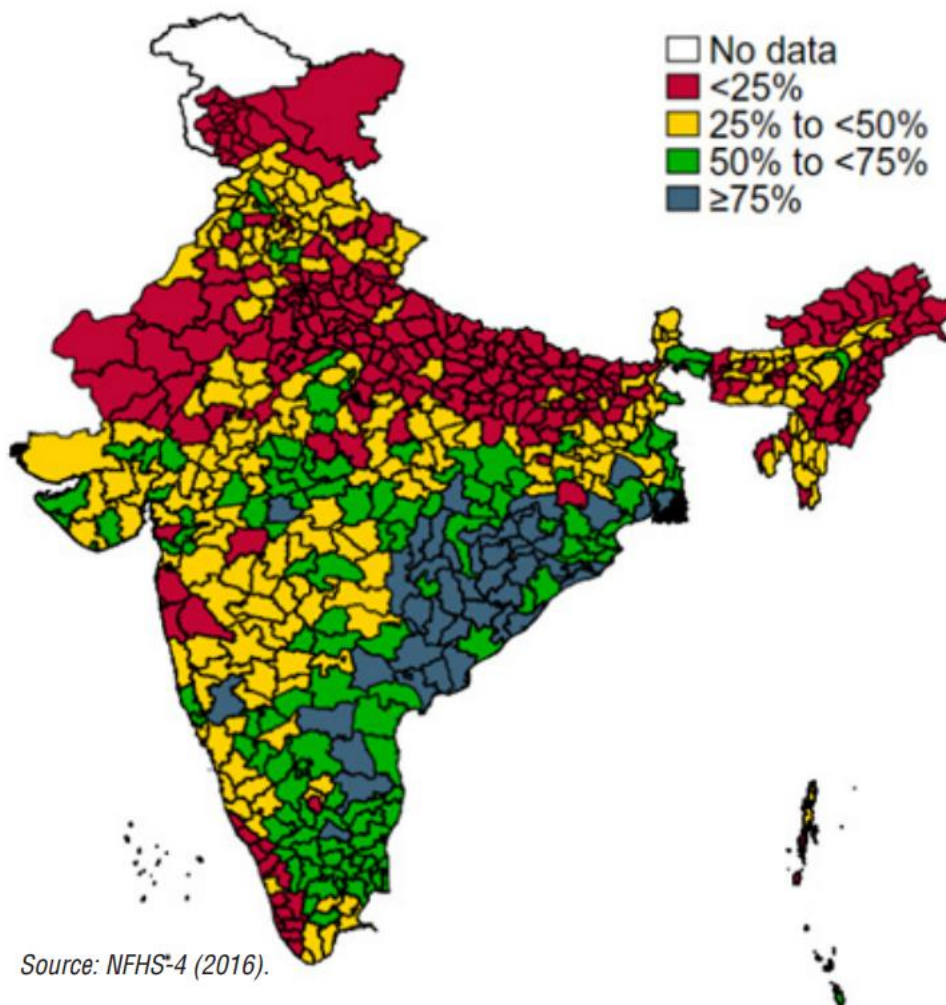 No data
<25%
25% to <50%
50% to <75%
≥75%
Source: NFHS-4 (2016).